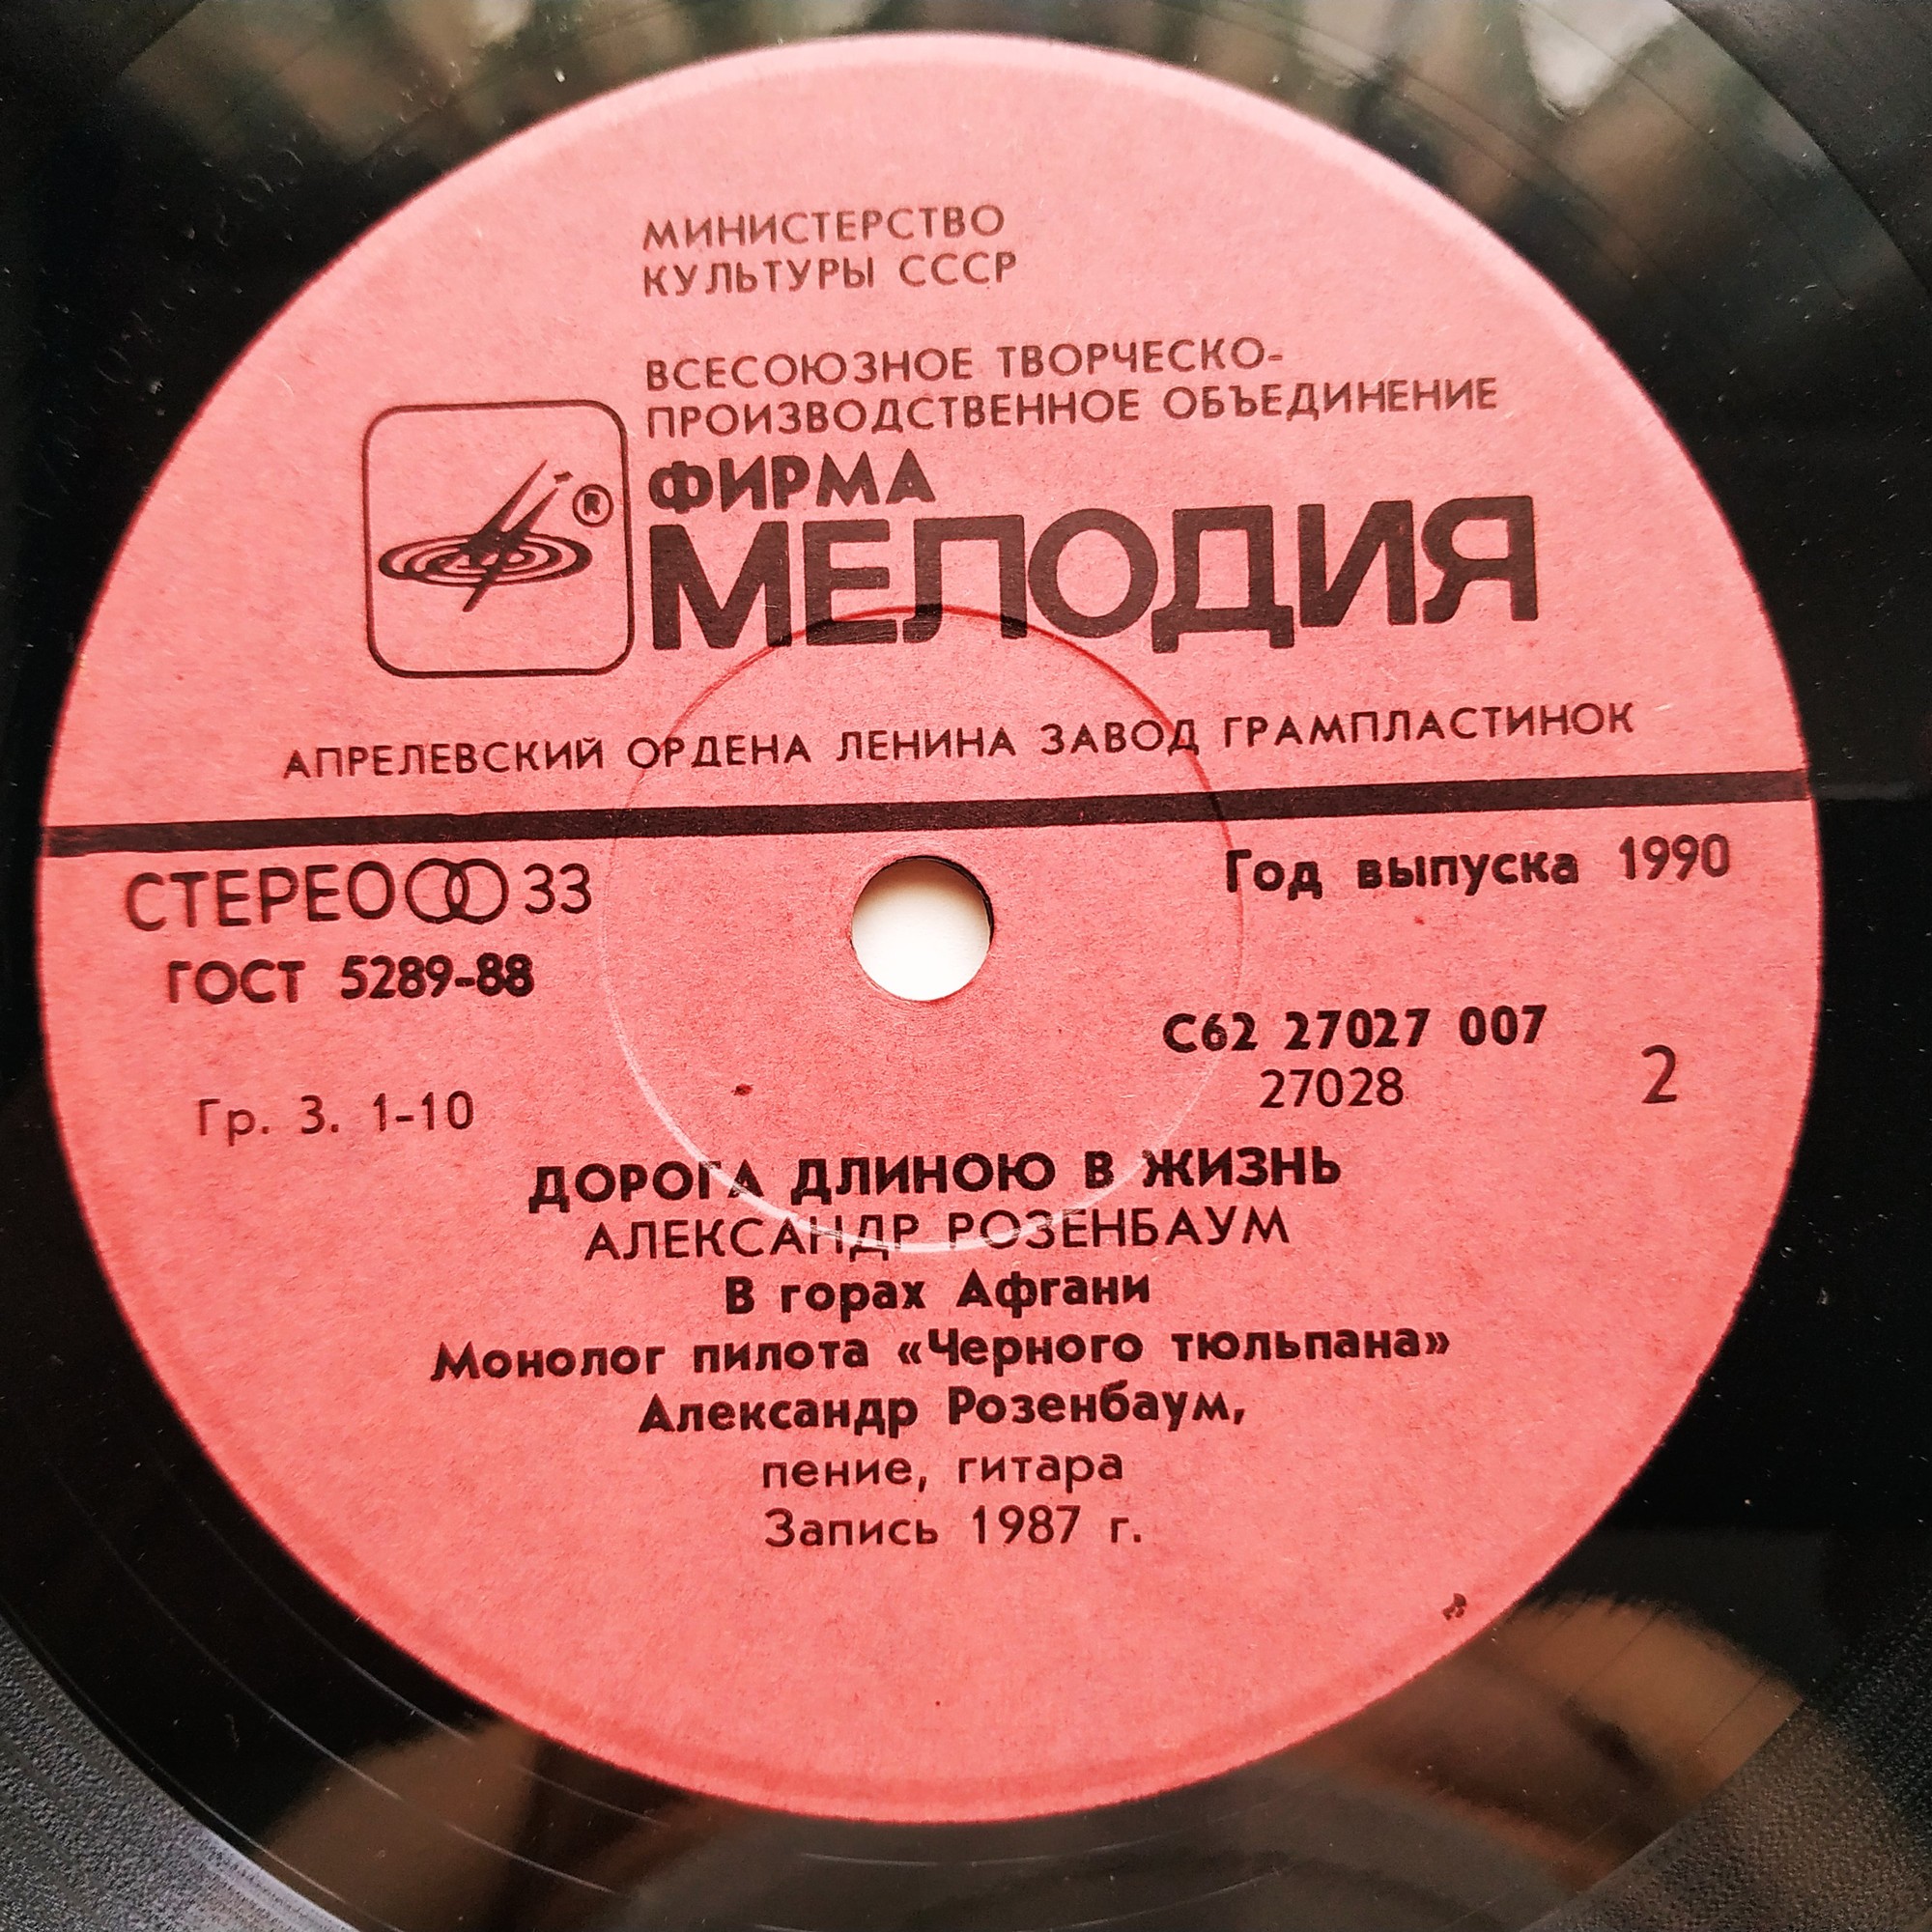 МИНИСТЕРСТВО
КУЛЬТУРЫ СССР
ВСЕСОЮЗНОЕ ТВОРЧЕСКО-
ПРОИЗВОДСТВЕННОЕ ОБЪЕДИНЕНИЕ
ФИРМА
®
МЕЛОДИЯ
АПРЕЛЕВСКИЙ ОРДЕНА ЛЕНИНА ЗАВОД ГРАМПЛАСТИНОК
СТЕРЕО 33
Год выпуска 1990
ГОСТ 5289-88
С62 27027 007
27028
2
Гр. 3. 1-10
ДОРОГА ДЛИНОЮ В ЖИЗНЬ
АЛЕКСАНДР РОЗЕНБАУМ
В горах Афгани
Монолог пилота «Черного тюльпана»
Александр Розенбаум,
пение, гитара
Запись 1987 г.